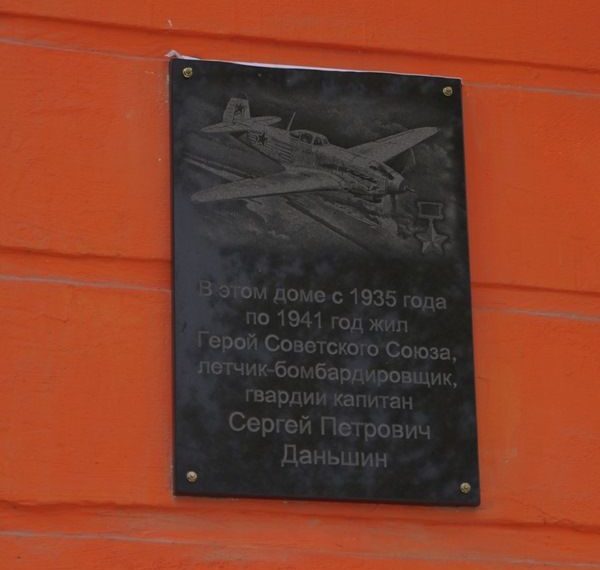 В этом доме с 1935 года
по 1941 год жил
Герой Советского Союза,
летчик-бомбардировщик,
гвардии капитан
Сергей Петрович
Даньшин